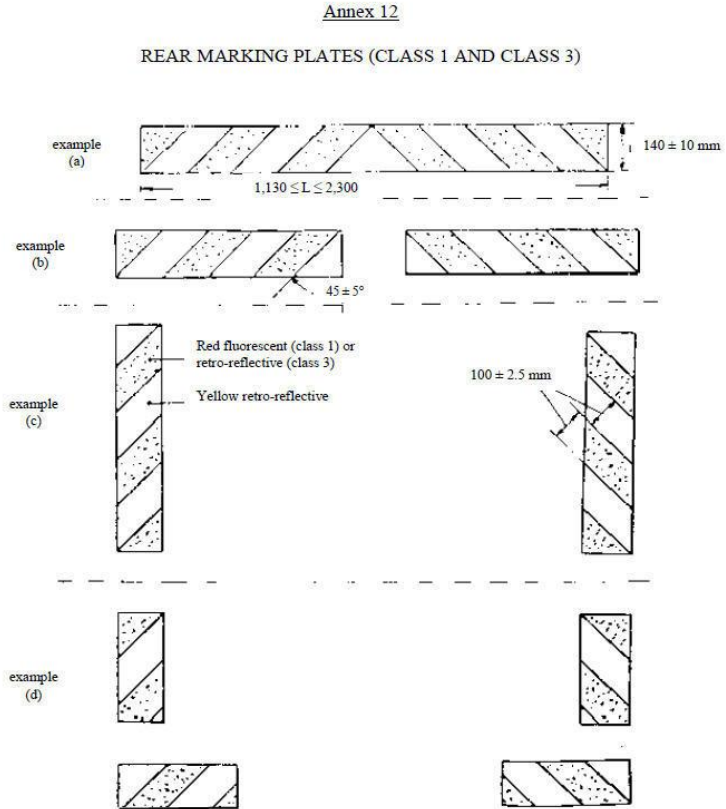 Annex 12
REAR MARKING PLATES (CLASS 1 AND CLASS 3)
example
(a)
140 ± 10 mm
1,130 ≤ L ≤ 2,300
example
(b)
45 ± 5°
Red fluorescent (class 1) or
retro-reflective (class 3)
Yellow retro-reflective
100 ± 2.5 mm
example
(c)
example
(d)